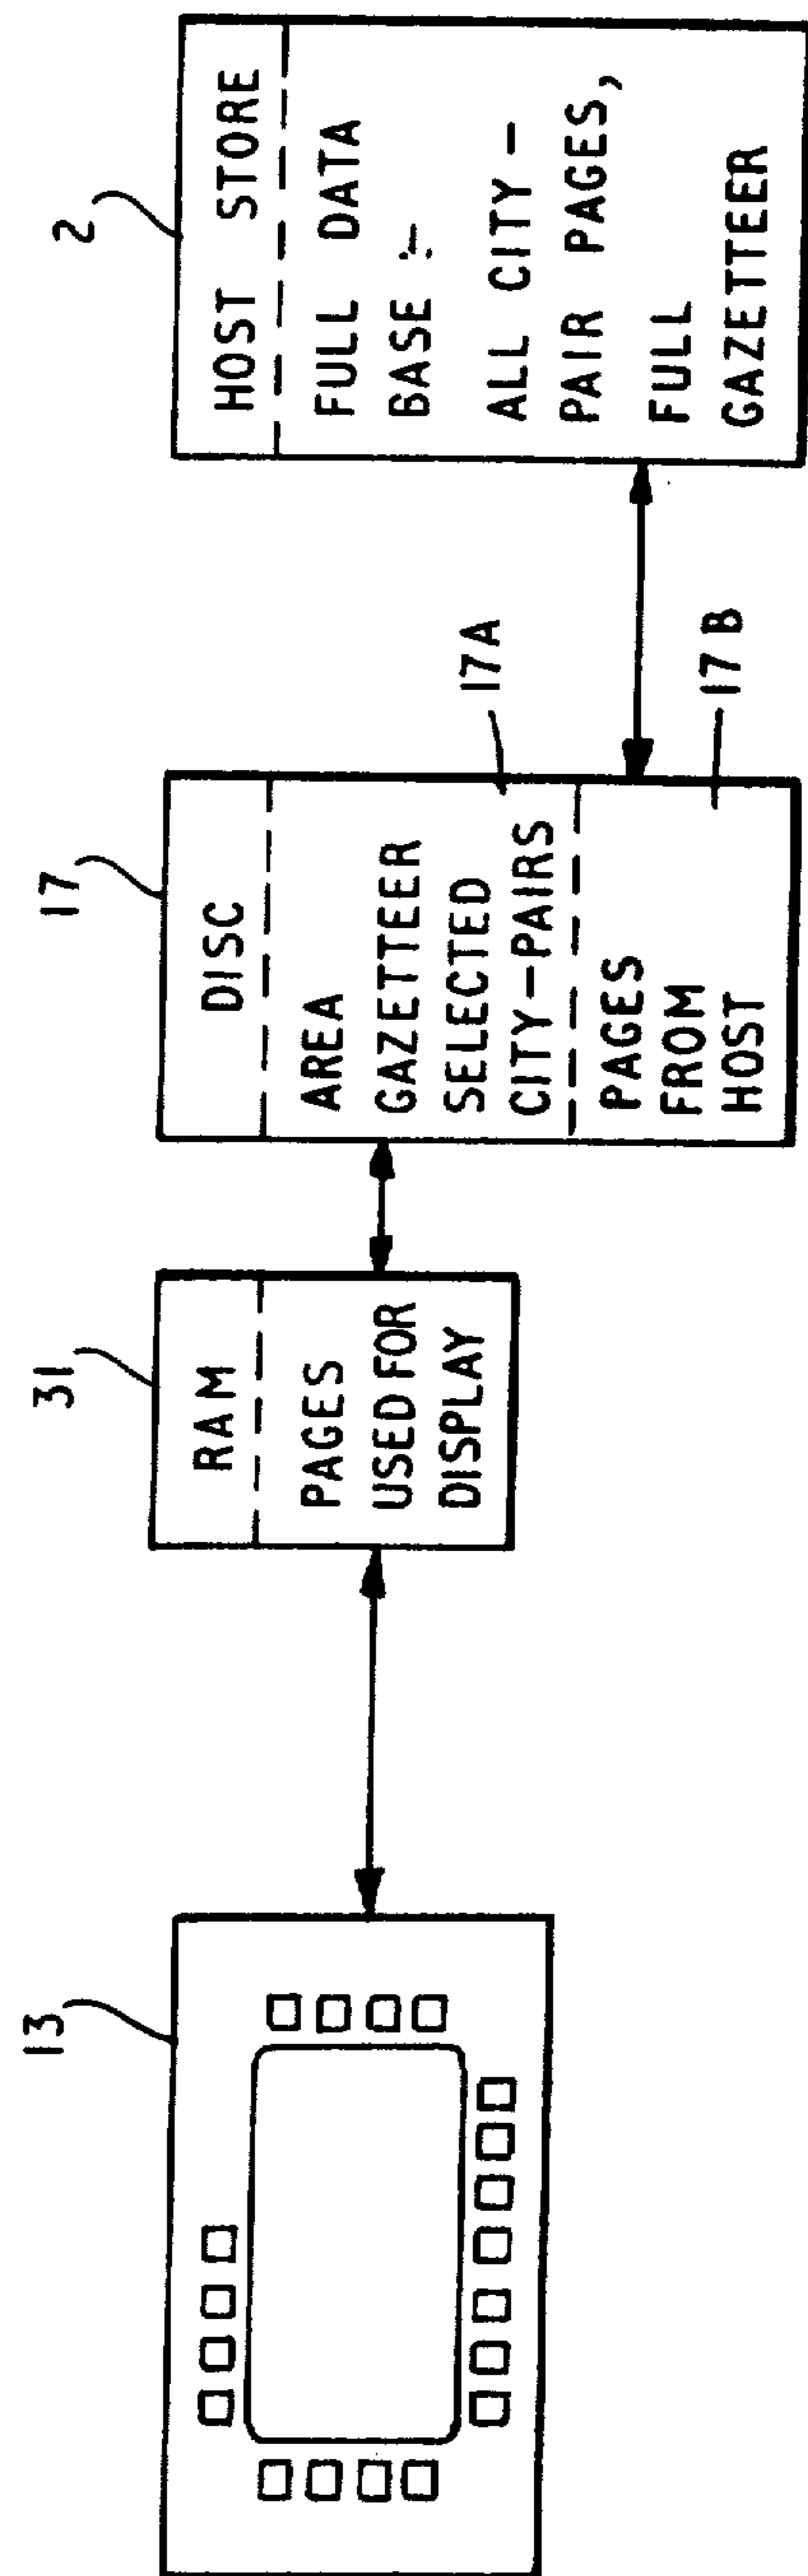 13
31
RAM
PAGES
USED FOR
DISPLAY
17
DISC
AREA
GAZETTEER
SELECTED
CITY-PAIRS
PAGES
FROM
HOST
17A
17B
2
HOST STORE
FULL DATA
BASE :-
ALL CITY-
PAIR PAGES,
FULL
GAZETTEER